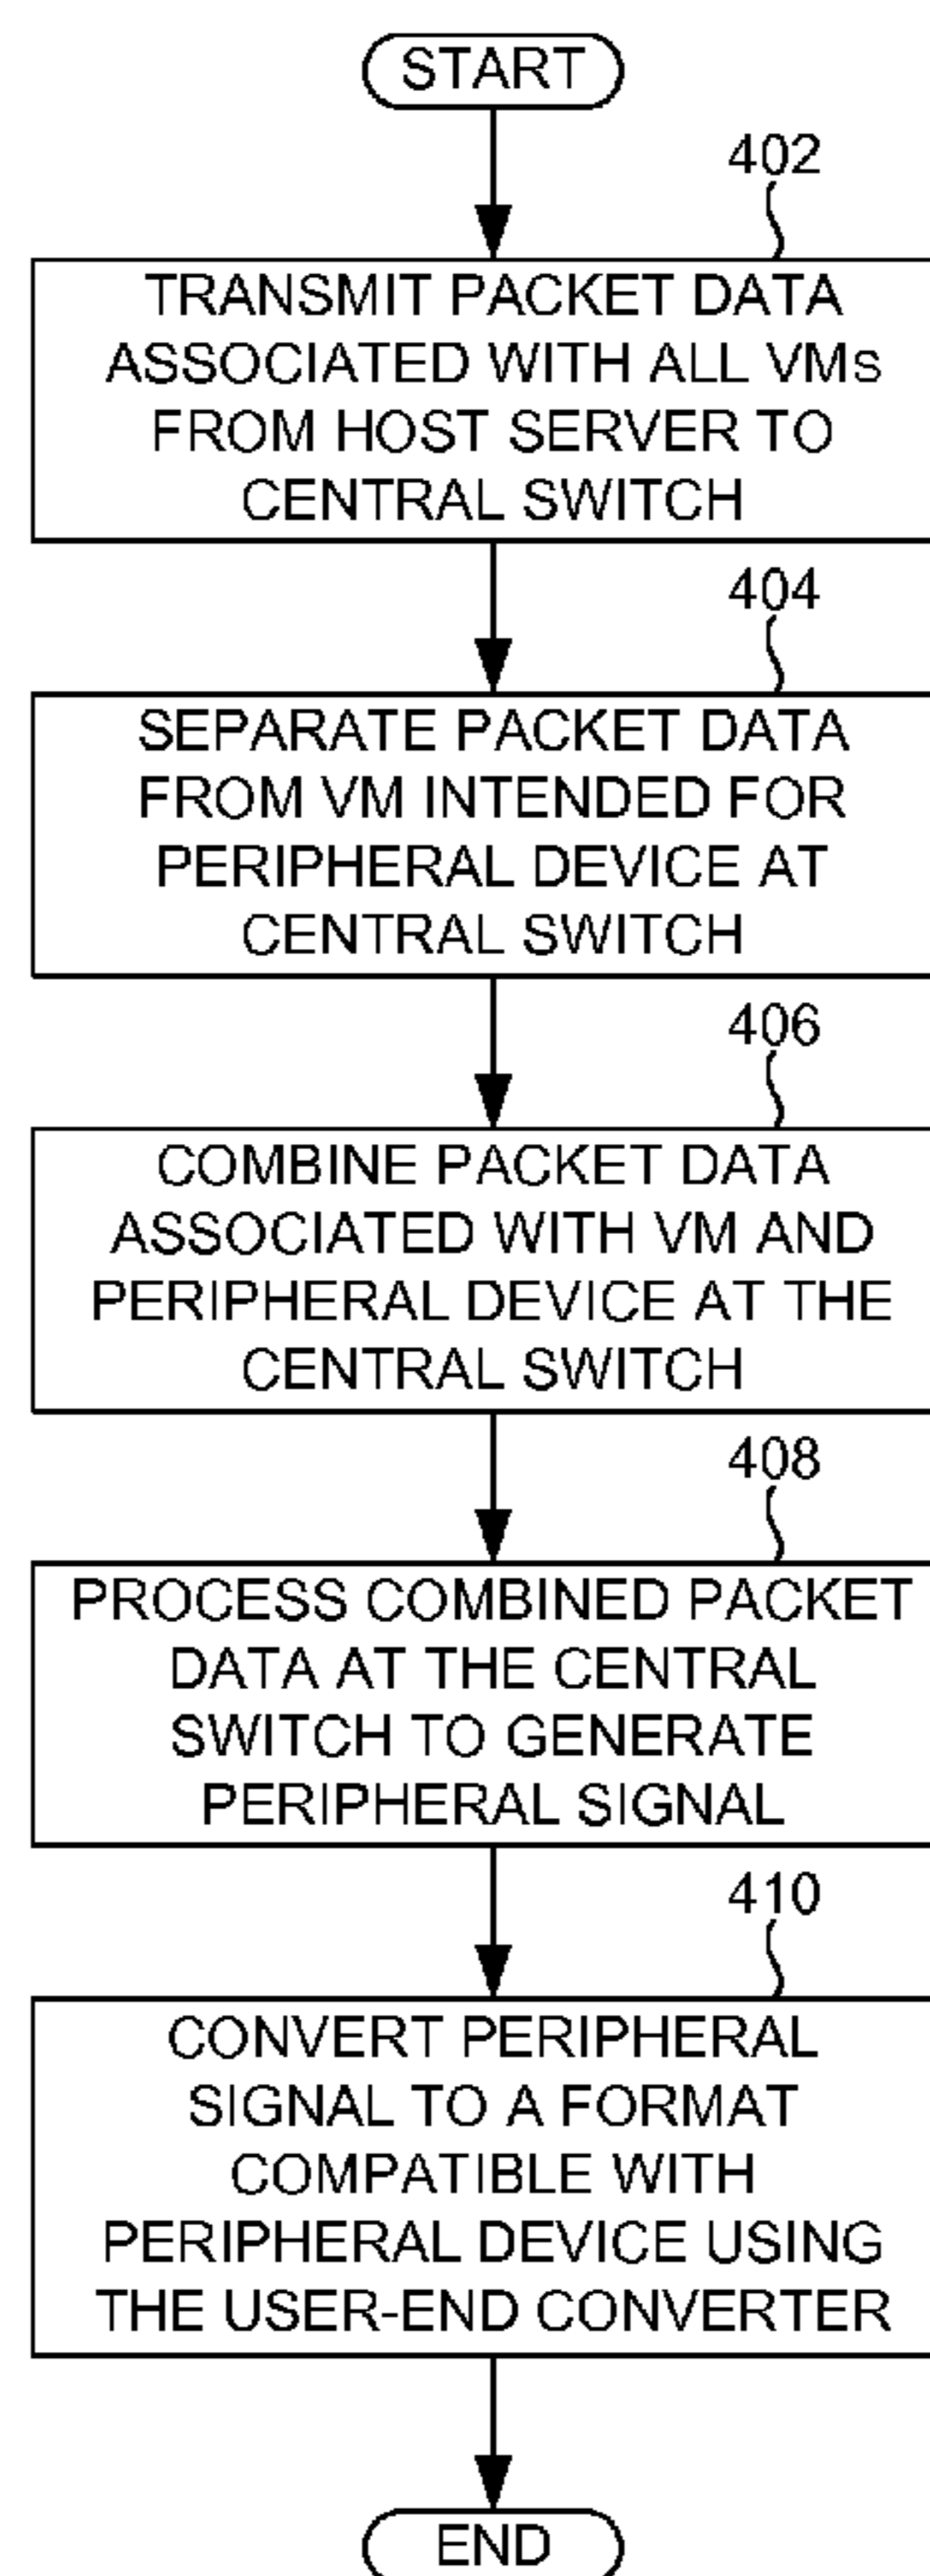 START
402
TRANSMIT PACKET DATA
ASSOCIATED WITH ALL VMs
FROM HOST SERVER TO
CENTRAL SWITCH
404
SEPARATE PACKET DATA
FROM VM INTENDED FOR
PERIPHERAL DEVICE AT
CENTRAL SWITCH
406
COMBINE PACKET DATA
ASSOCIATED WITH VM AND
PERIPHERAL DEVICE AT THE
CENTRAL SWITCH
408
PROCESS COMBINED PACKET
DATA AT THE CENTRAL
SWITCH TO GENERATE
PERIPHERAL SIGNAL
410
CONVERT PERIPHERAL
SIGNAL TO A FORMAT
COMPATIBLE WITH
PERIPHERAL DEVICE USING
THE USER-END CONVERTER
END